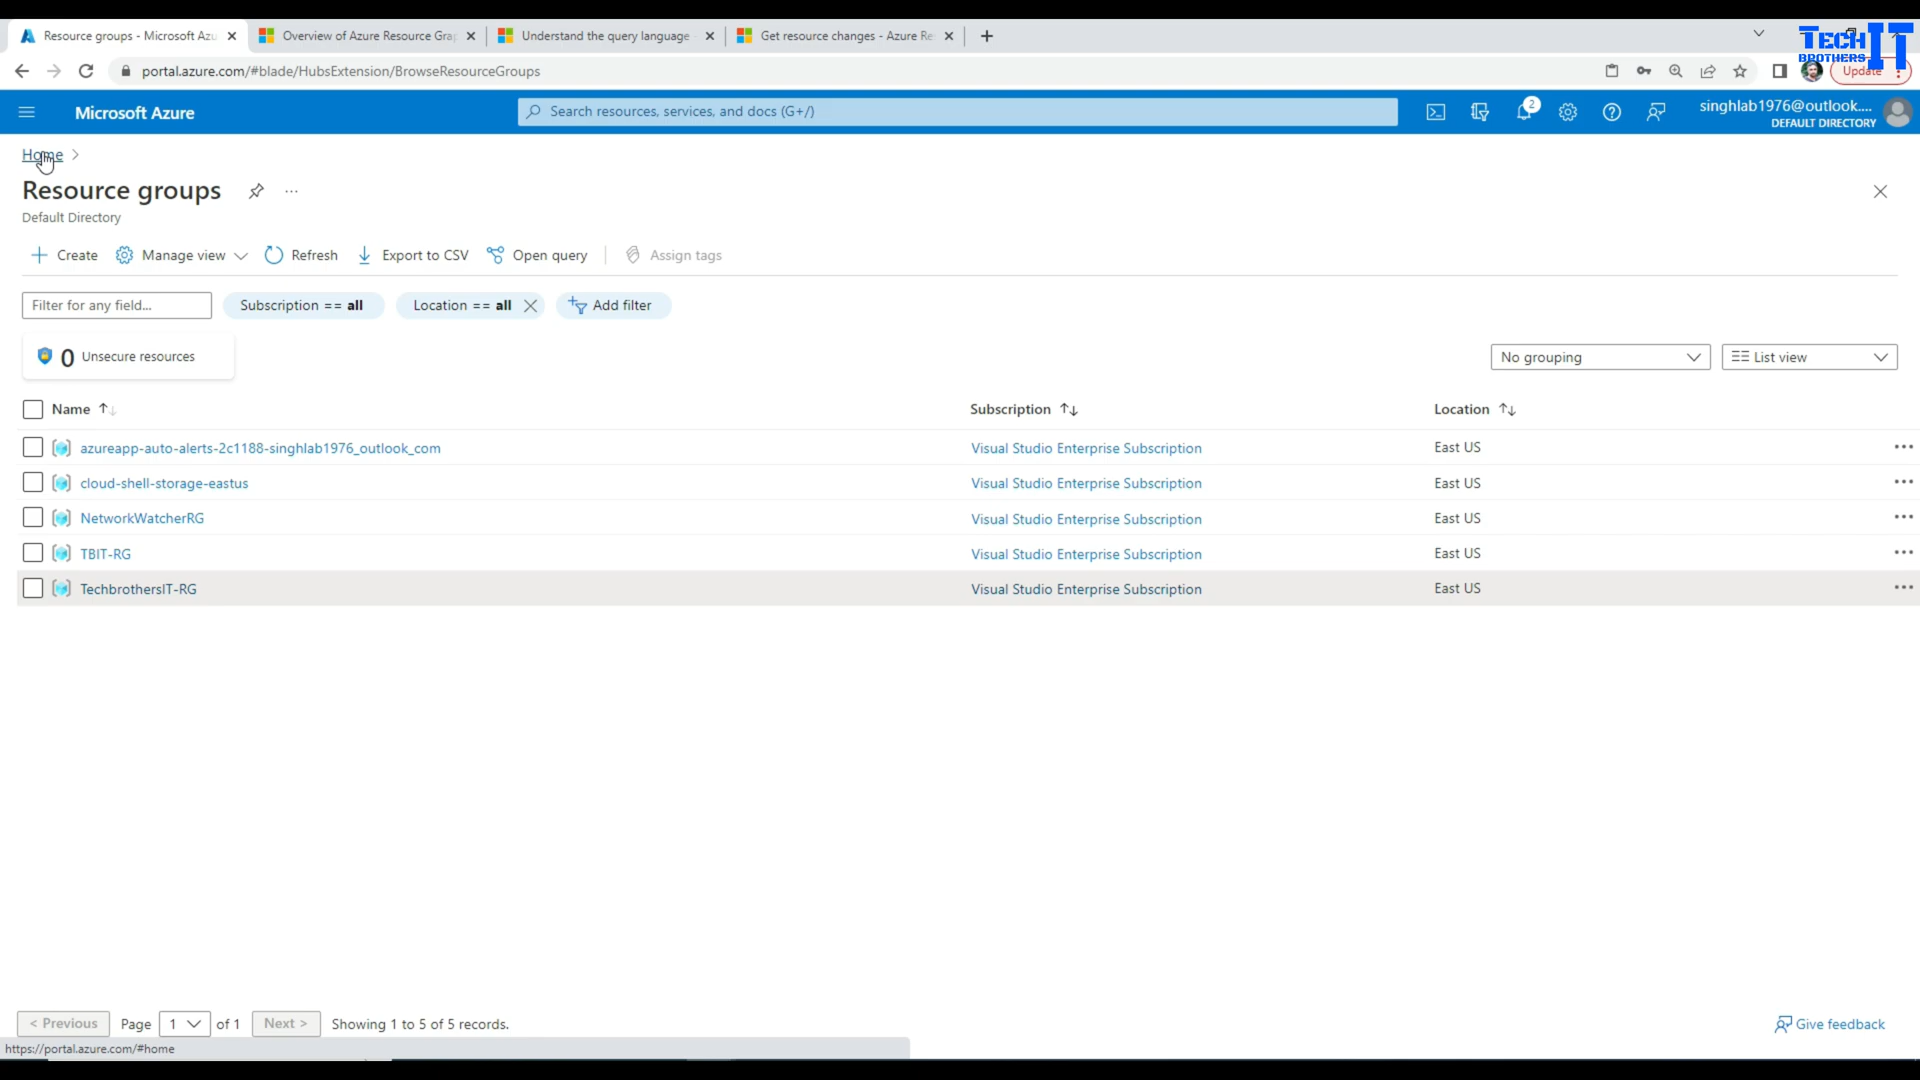 Resource groups - Microsoft Azu
Overview of Azure Resource Grap
Understand the query language
Get resource changes - Azure Re
TECH IT
BROTHERS
portal.azure.com/#blade/HubsExtension/BrowseResourceGroups
Update
Microsoft Azure
Search resources, services, and docs (G+/)
2
singhlab1976@outlook....
DEFAULT DIRECTORY
Home
Resource groups
Default Directory
Create
Manage view
Refresh
Export to CSV
Open query
Assign tags
Filter for any field...
Subscription == all
Location == all
Add filter
0 Unsecure resources
No grouping
List view
Name
Subscription
Location
azureapp-auto-alerts-2c1188-singhlab1976_outlook_com
Visual Studio Enterprise Subscription
East US
cloud-shell-storage-eastus
Visual Studio Enterprise Subscription
East US
NetworkWatcherRG
Visual Studio Enterprise Subscription
East US
TBIT-RG
Visual Studio Enterprise Subscription
East US
TechbrothersIT-RG
Visual Studio Enterprise Subscription
East US
< Previous
Page 1 of 1
Next >
Showing 1 to 5 of 5 records.
Give feedback
https://portal.azure.com/#home